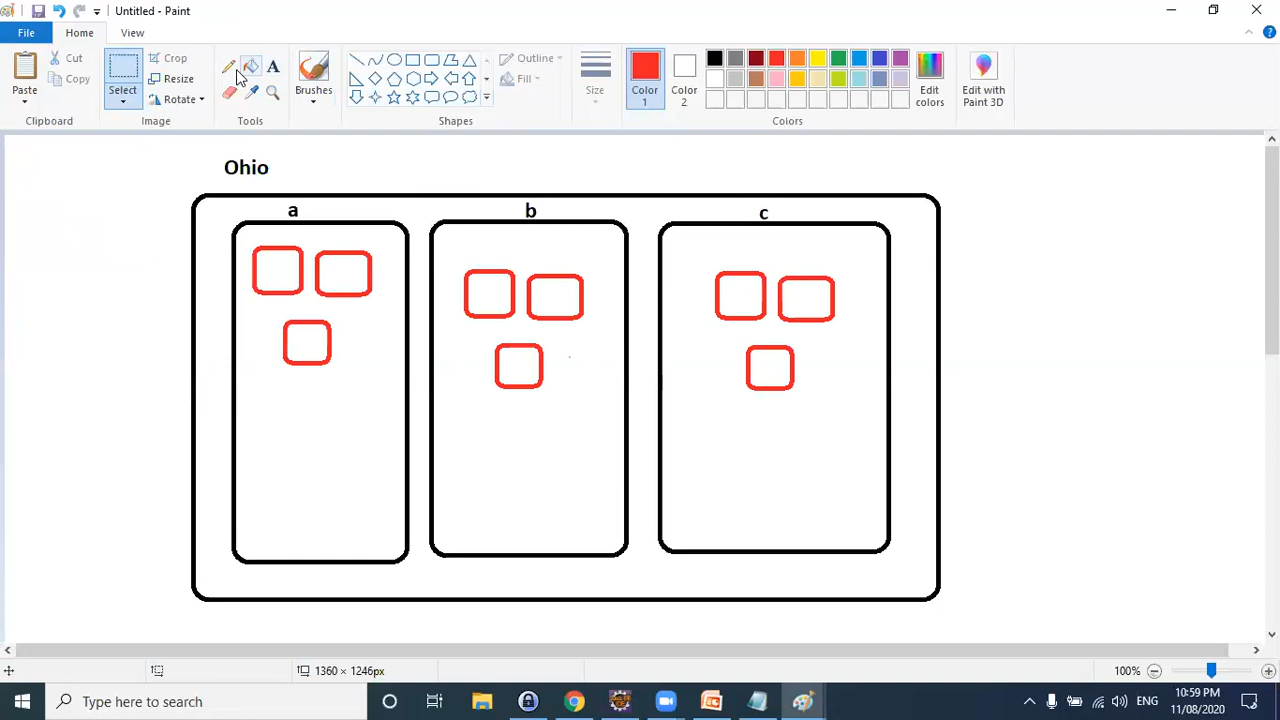 Untitled - Paint
File Home View
Paste
Cut
Copy
Clipboard
Select
Crop
Resize
Rotate
Image
A
Tools
Brushes
Outline
Fill
Shapes
Size
Color 1
Color 2
Edit colors
Colors
Edit with Paint 3D
Ohio
a b c
1360 × 1246px
100%
Type here to search
ENG
10:59 PM
11/08/2020